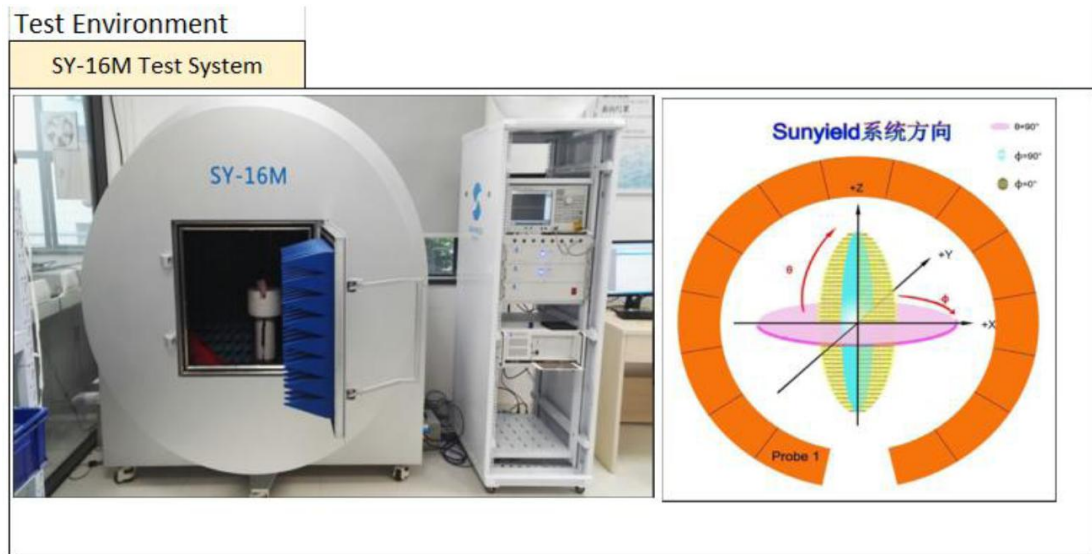 Test Environment
SY-16M Test System
SY-16M
Sunyield系统方向
θ=90°
ϕ=90°
ϕ=0°
+Z
+Y
θ
ϕ
+X
Probe 1